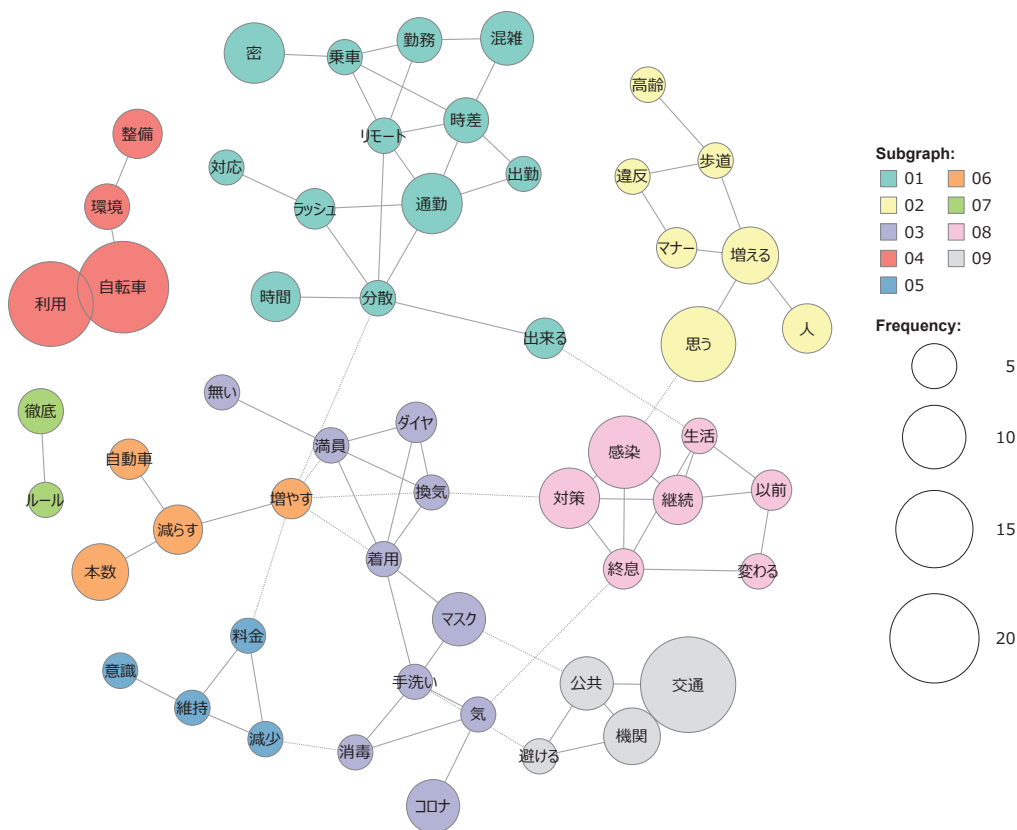 密
乗車
勤務
混雑
高齢
整備
リモート
時差
対応
出勤
違反
歩道
環境
ラッシュ
通勤
マナー
増える
利用
自転車
時間
分散
出来る
思う
人
無い
徹底
ダイヤ
満員
自動車
感染
生活
ルール
増やす
換気
対策
継続
以前
減らす
本数
着用
終息
変わる
料金
マスク
意識
手洗い
公共
交通
維持
気
減少
消毒
避ける
機関
コロナ
Subgraph:
01
06
02
07
03
08
04
09
05
Frequency:
5
10
15
20